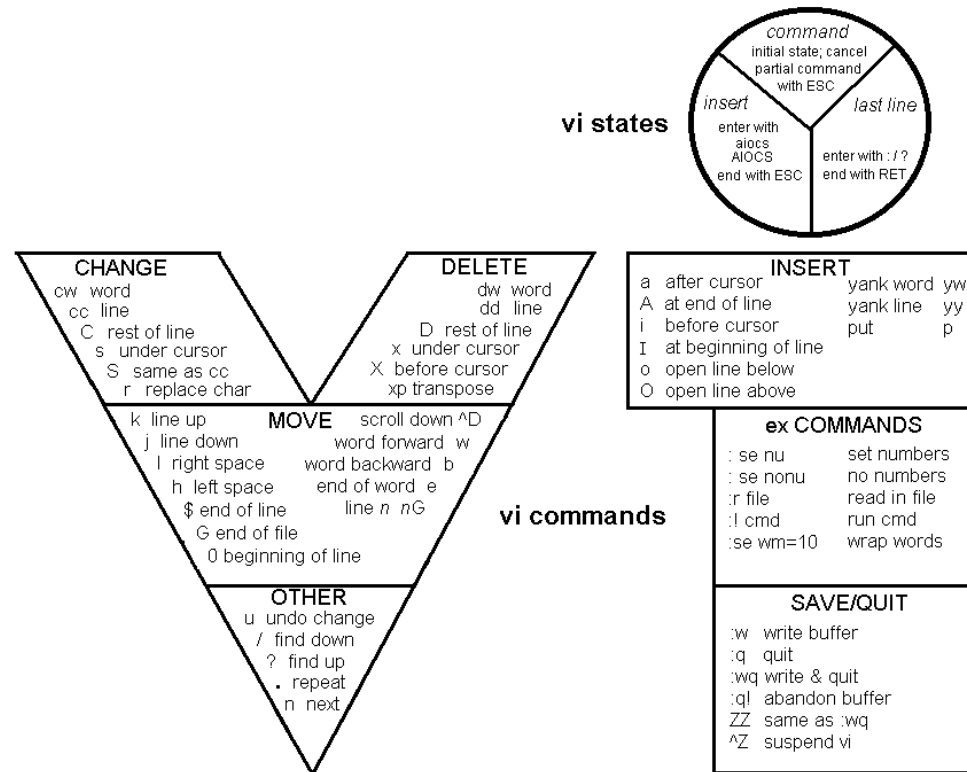 command
initial state; cancel
partial command
with ESC
insert
enter with
aiocs
AIOCS
end with ESC
last line
enter with : / ?
end with RET
vi states
CHANGE
cw word
cc line
C rest of line
s under cursor
S same as cc
r replace char
DELETE
dw word
dd line
D rest of line
x under cursor
X before cursor
xp transpose
MOVE
k line up
j line down
l right space
h left space
$ end of line
G end of file
0 beginning of line
scroll down ^D
word forward w
word backward b
end of word e
line n nG
OTHER
u undo change
/ find down
? find up
. repeat
n next
vi commands
INSERT
a after cursor
A at end of line
i before cursor
I at beginning of line
o open line below
O open line above
yank word yw
yank line yy
put p
ex COMMANDS
: se nu set numbers
: se nonu no numbers
:r file read in file
:! cmd run cmd
:se wm=10 wrap words
SAVE/QUIT
:w write buffer
:q quit
:wq write & quit
:q! abandon buffer
ZZ same as :wq
^Z suspend vi